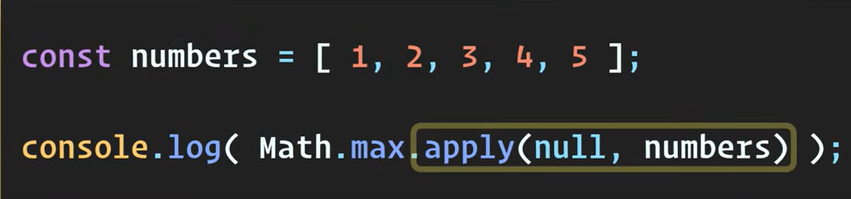 const numbers = [ 1, 2, 3, 4, 5 ];
console.log( Math.max.apply(null, numbers) );